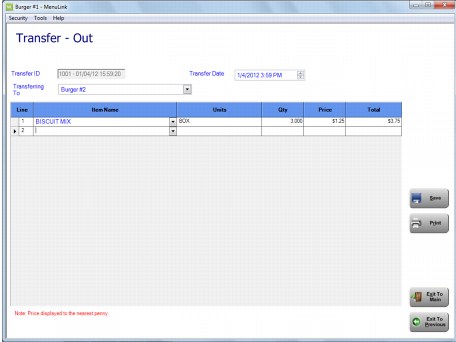 Burger #1 - MenuLink
Security Tools Help
Transfer - Out
Transfer ID 1001 - 01/04/12 15:59:20 Transfer Date 1/4/2012 3:59 PM
Transferring To Burger #2
Line Item Name Units Qty Price Total
1 BISCUIT MIX BOX 3.000 $1.25 $3.75
2
Save
Print
Exit To Main
Exit To Previous
Note: Price displayed to the nearest penny